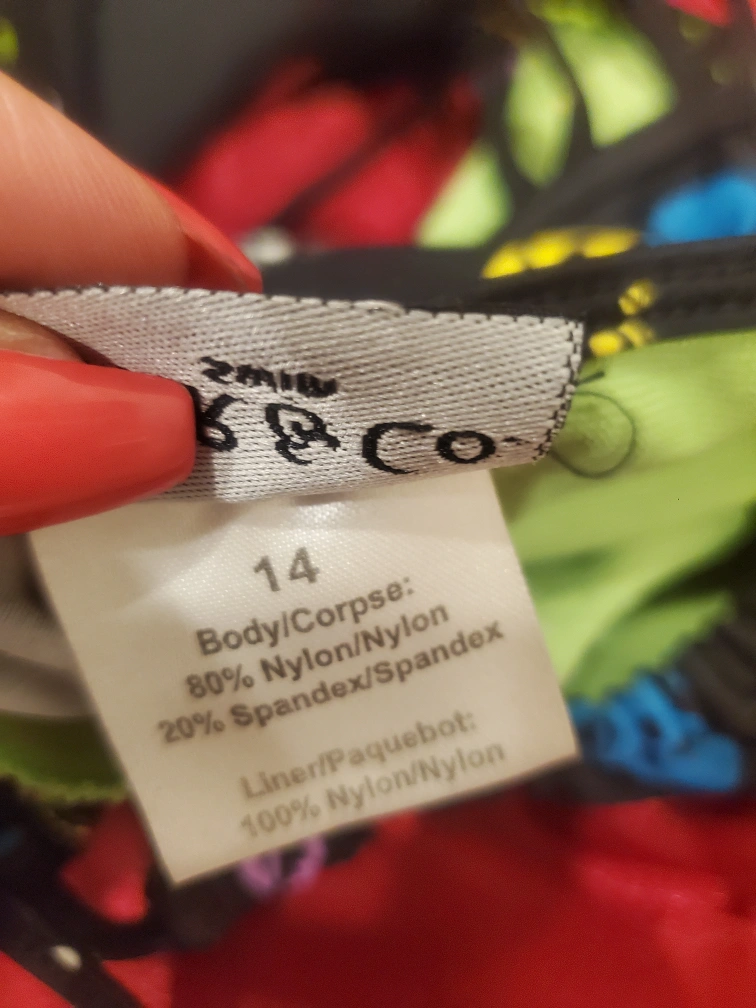 & Co.
14
Body/Corpse:
80% Nylon/Nylon
20% Spandex/Spandex
Liner/Paquebot:
100% Nylon/Nylon